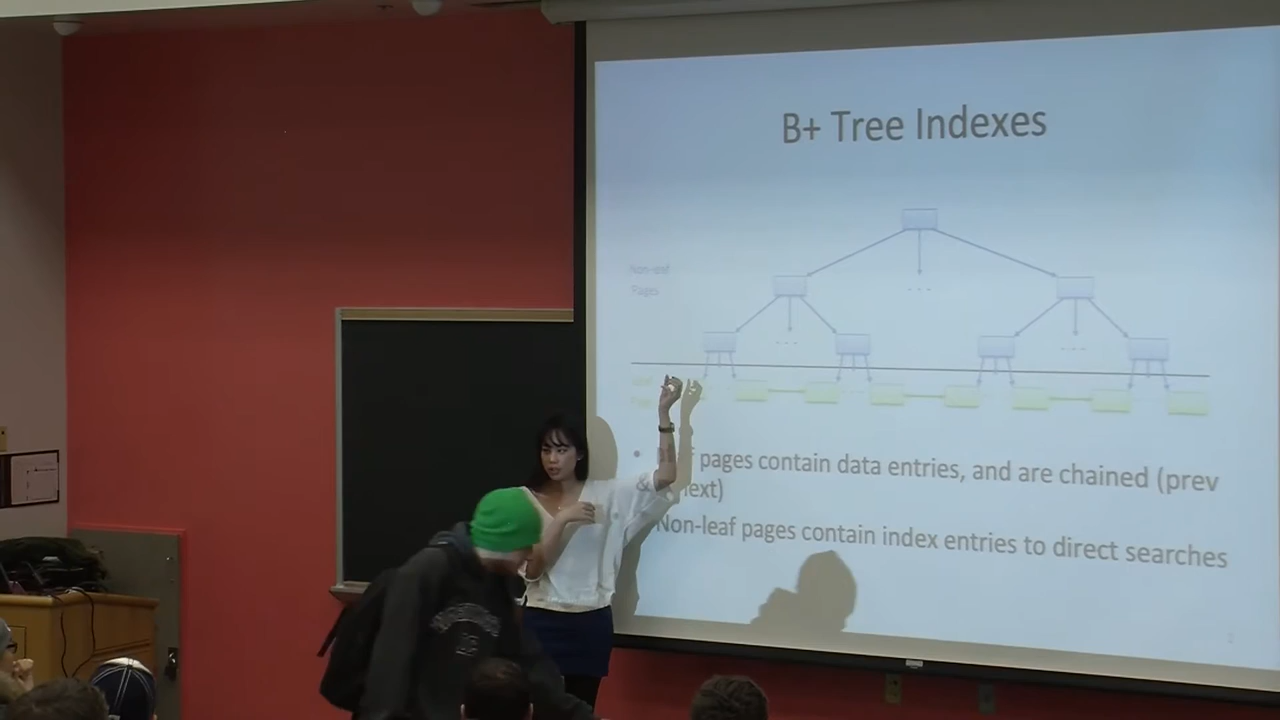 B+ Tree Indexes
Non-leaf
Pages
• pages contain data entries, and are chained (prev
& next)
Non-leaf pages contain index entries to direct searches